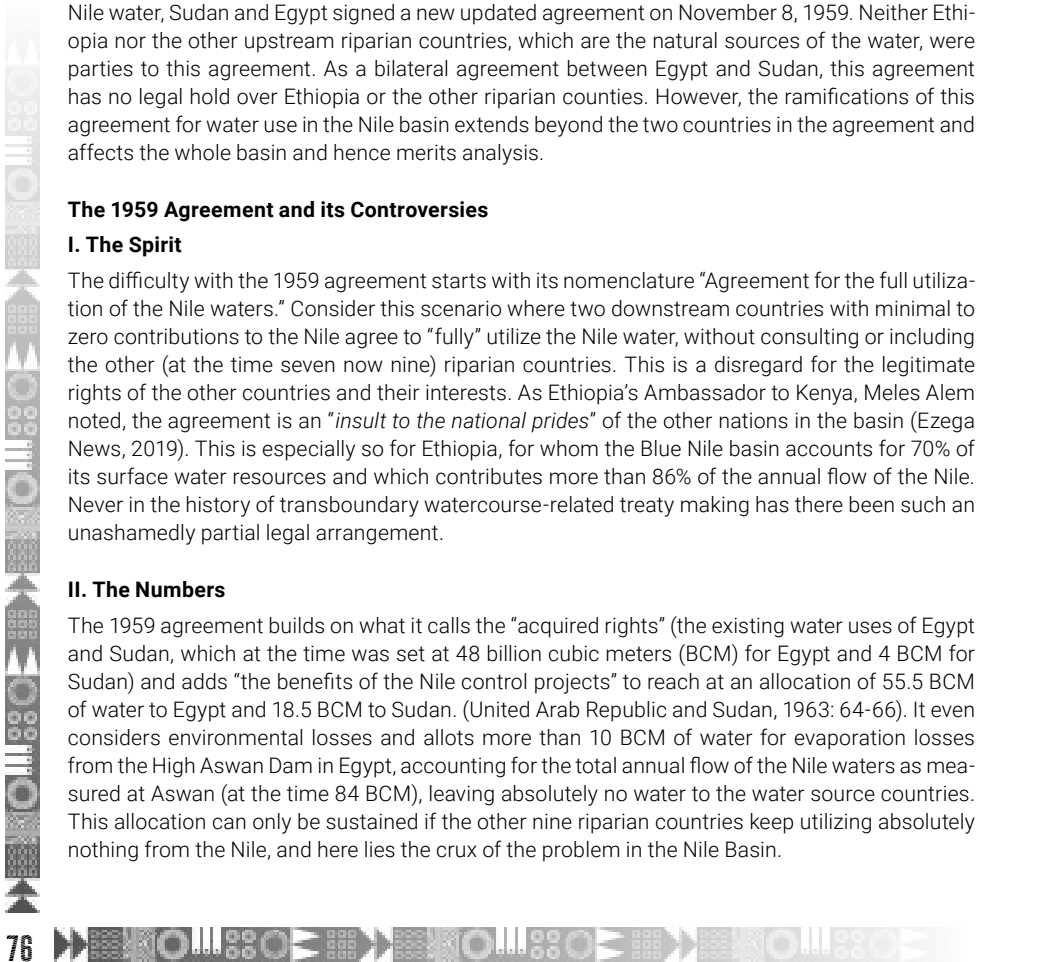 Nile water, Sudan and Egypt signed a new updated agreement on November 8, 1959. Neither Ethi-
opia nor the other upstream riparian countries, which are the natural sources of the water, were
parties to this agreement. As a bilateral agreement between Egypt and Sudan, this agreement
has no legal hold over Ethiopia or the other riparian counties. However, the ramifications of this
agreement for water use in the Nile basin extends beyond the two countries in the agreement and
affects the whole basin and hence merits analysis.
The 1959 Agreement and its Controversies
I. The Spirit
The difficulty with the 1959 agreement starts with its nomenclature “Agreement for the full utiliza-
tion of the Nile waters.” Consider this scenario where two downstream countries with minimal to
zero contributions to the Nile agree to “fully” utilize the Nile water, without consulting or including
the other (at the time seven now nine) riparian countries. This is a disregard for the legitimate
rights of the other countries and their interests. As Ethiopia’s Ambassador to Kenya, Meles Alem
noted, the agreement is an “insult to the national prides” of the other nations in the basin (Ezega
News, 2019). This is especially so for Ethiopia, for whom the Blue Nile basin accounts for 70% of
its surface water resources and which contributes more than 86% of the annual flow of the Nile.
Never in the history of transboundary watercourse-related treaty making has there been such an
unashamedly partial legal arrangement.
II. The Numbers
The 1959 agreement builds on what it calls the “acquired rights” (the existing water uses of Egypt
and Sudan, which at the time was set at 48 billion cubic meters (BCM) for Egypt and 4 BCM for
Sudan) and adds “the benefits of the Nile control projects” to reach at an allocation of 55.5 BCM
of water to Egypt and 18.5 BCM to Sudan. (United Arab Republic and Sudan, 1963: 64-66). It even
considers environmental losses and allots more than 10 BCM of water for evaporation losses
from the High Aswan Dam in Egypt, accounting for the total annual flow of the Nile waters as mea-
sured at Aswan (at the time 84 BCM), leaving absolutely no water to the water source countries.
This allocation can only be sustained if the other nine riparian countries keep utilizing absolutely
nothing from the Nile, and here lies the crux of the problem in the Nile Basin.
76